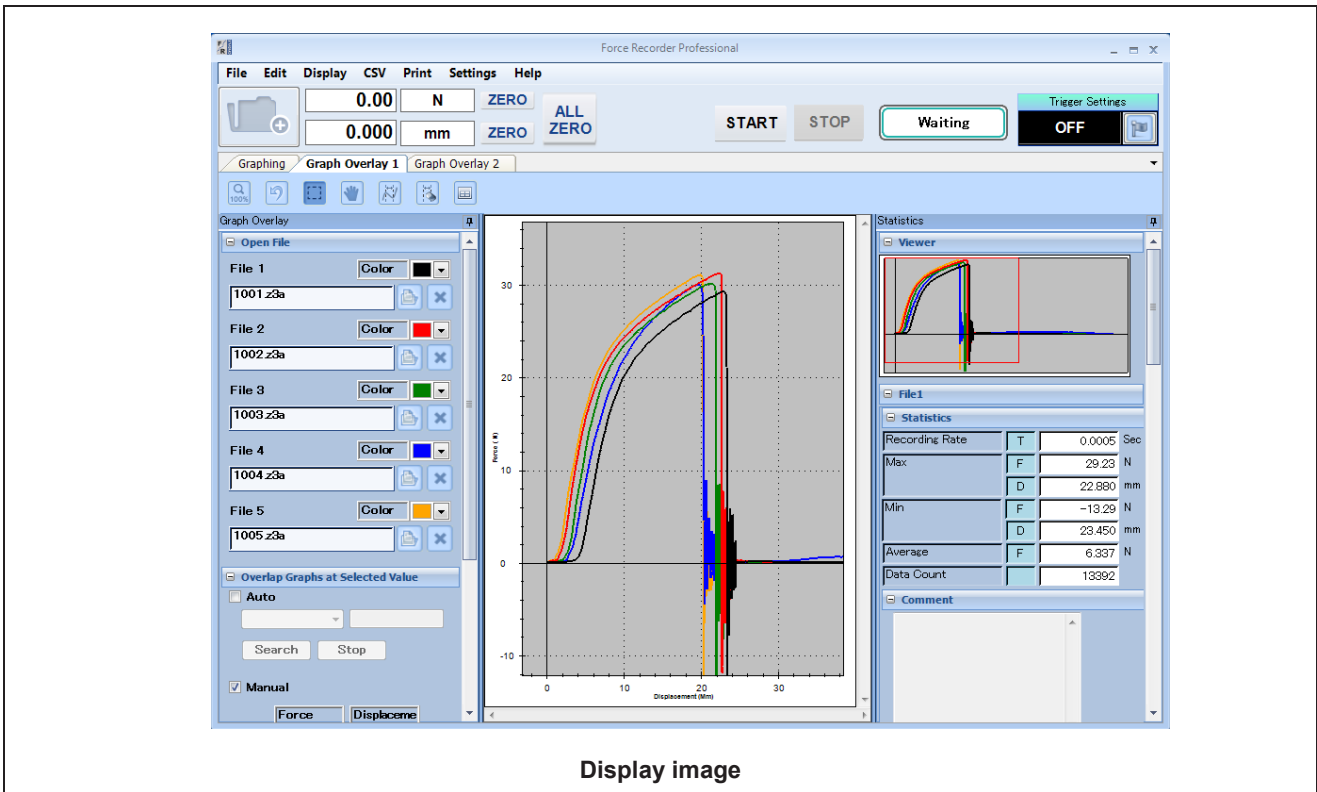 Force Recorder Professional
File Edit Display CSV Print Settings Help
0.00 N ZERO
0.000 mm ZERO
ALL
ZERO
START STOP Waiting
Trigger Settings
OFF
Graphing Graph Overlay 1 Graph Overlay 2
100%
Graph Overlay
Open File
File 1 Color
1001.z3a
File 2 Color
1002.z3a
File 3 Color
1003.z3a
File 4 Color
1004.z3a
File 5 Color
1005.z3a
Overlap Graphs at Selected Value
Auto
Search Stop
Manual
Force Displaceme
30
20
10
0
-10
Force ( N )
0 10 20 30
Displasement (Mm)
Statistics
Viewer
File1
Statistics
Recording Rate T 0.0005 Sec
Max F 29.23 N
D 22.880 mm
Min F -13.29 N
D 23.450 mm
Average F 6.337 N
Data Count 13392
Comment
Display image